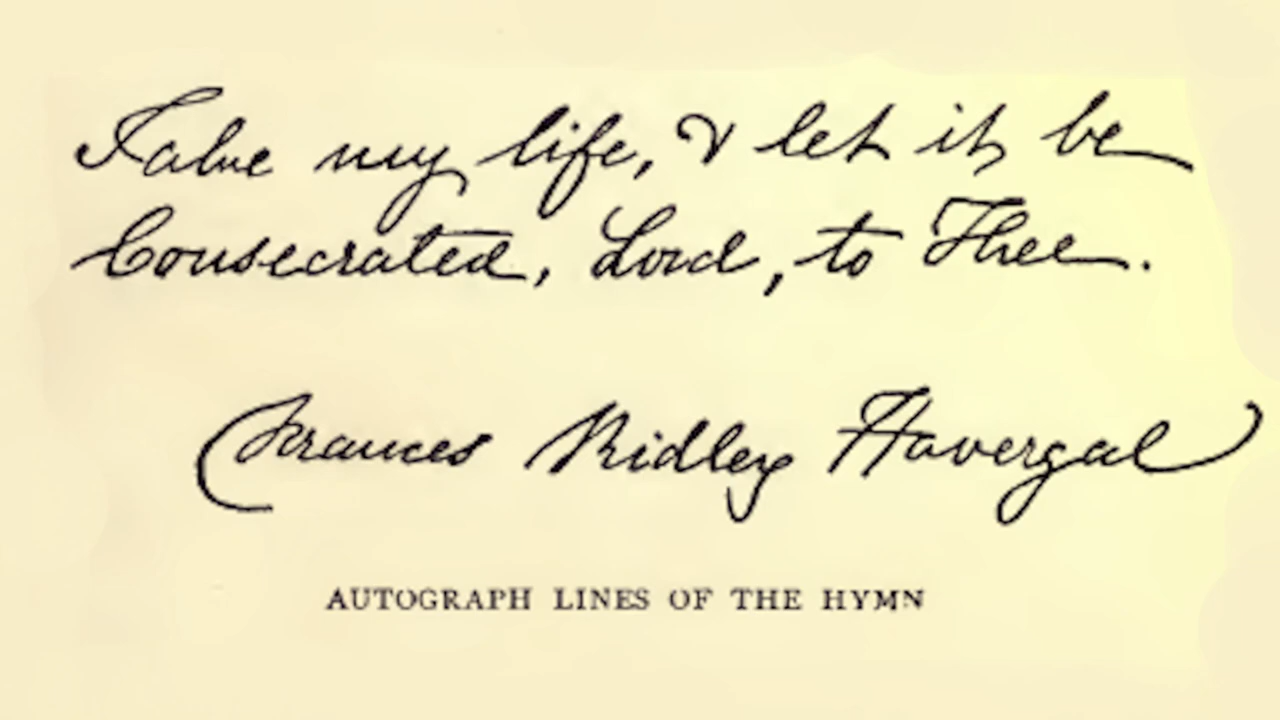 Take my life, & let it be
Consecrated, Lord, to Thee.
Frances Ridley Havergal
AUTOGRAPH LINES OF THE HYMN